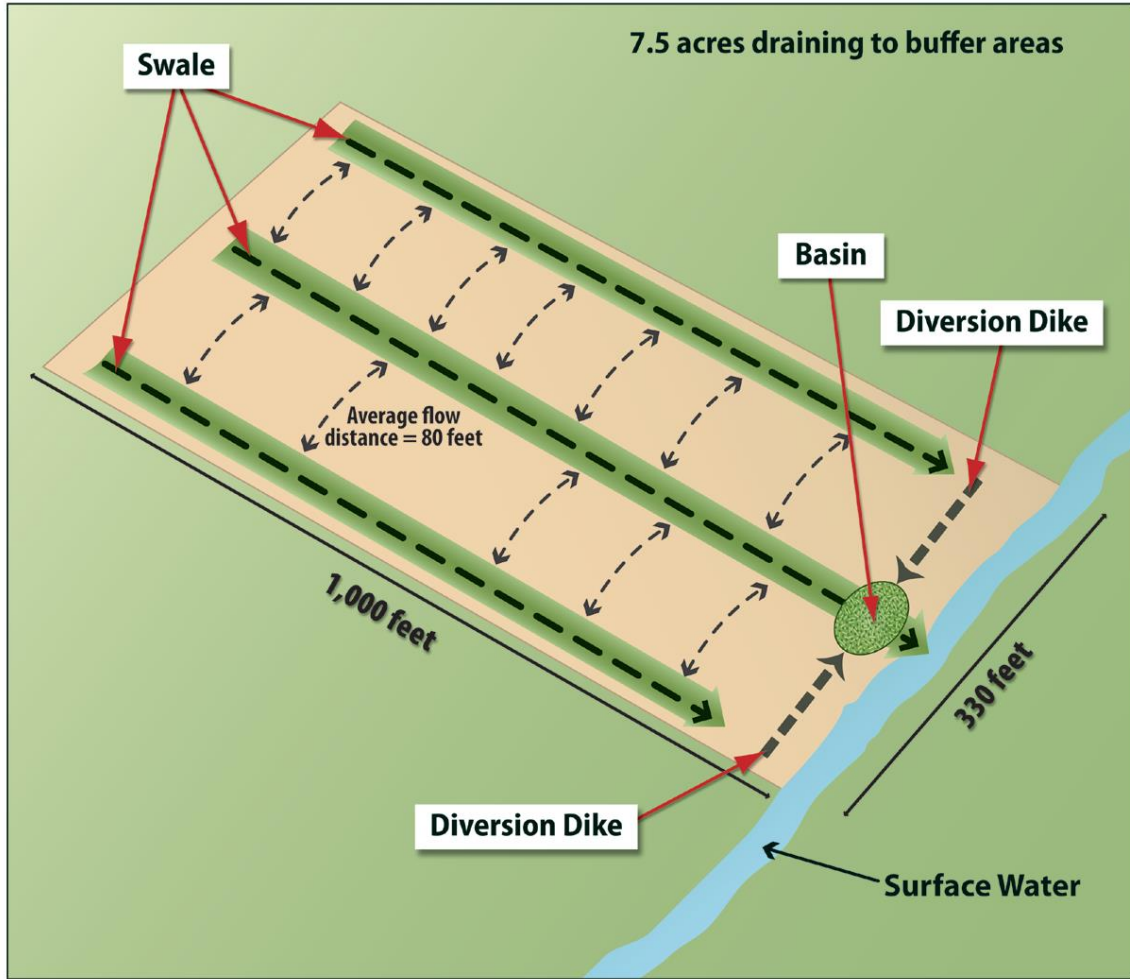 7.5 acres draining to buffer areas
Swale
Basin
Diversion Dike
Average flow
distance = 80 feet
1,000 feet
330 feet
Diversion Dike
Surface Water